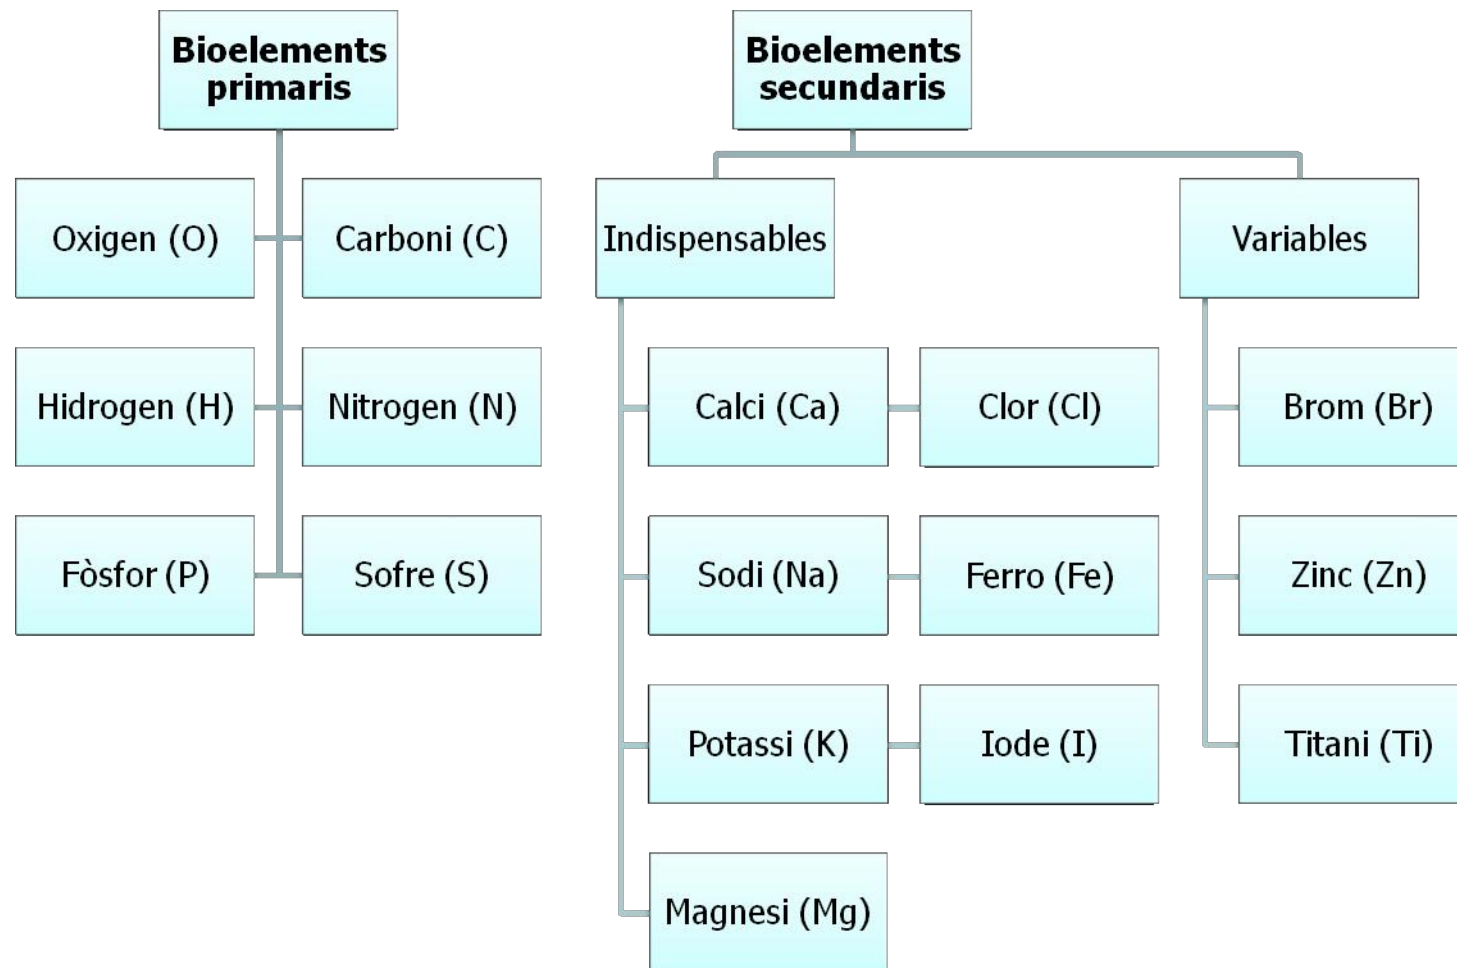 Bioelements
primaris
Oxigen (O)
Carboni (C)
Hidrogen (H)
Nitrogen (N)
Fòsfor (P)
Sofre (S)
Bioelements
secundaris
Indispensables
Calci (Ca)
Clor (Cl)
Sodi (Na)
Ferro (Fe)
Potassi (K)
Iode (I)
Magnesi (Mg)
Variables
Brom (Br)
Zinc (Zn)
Titani (Ti)